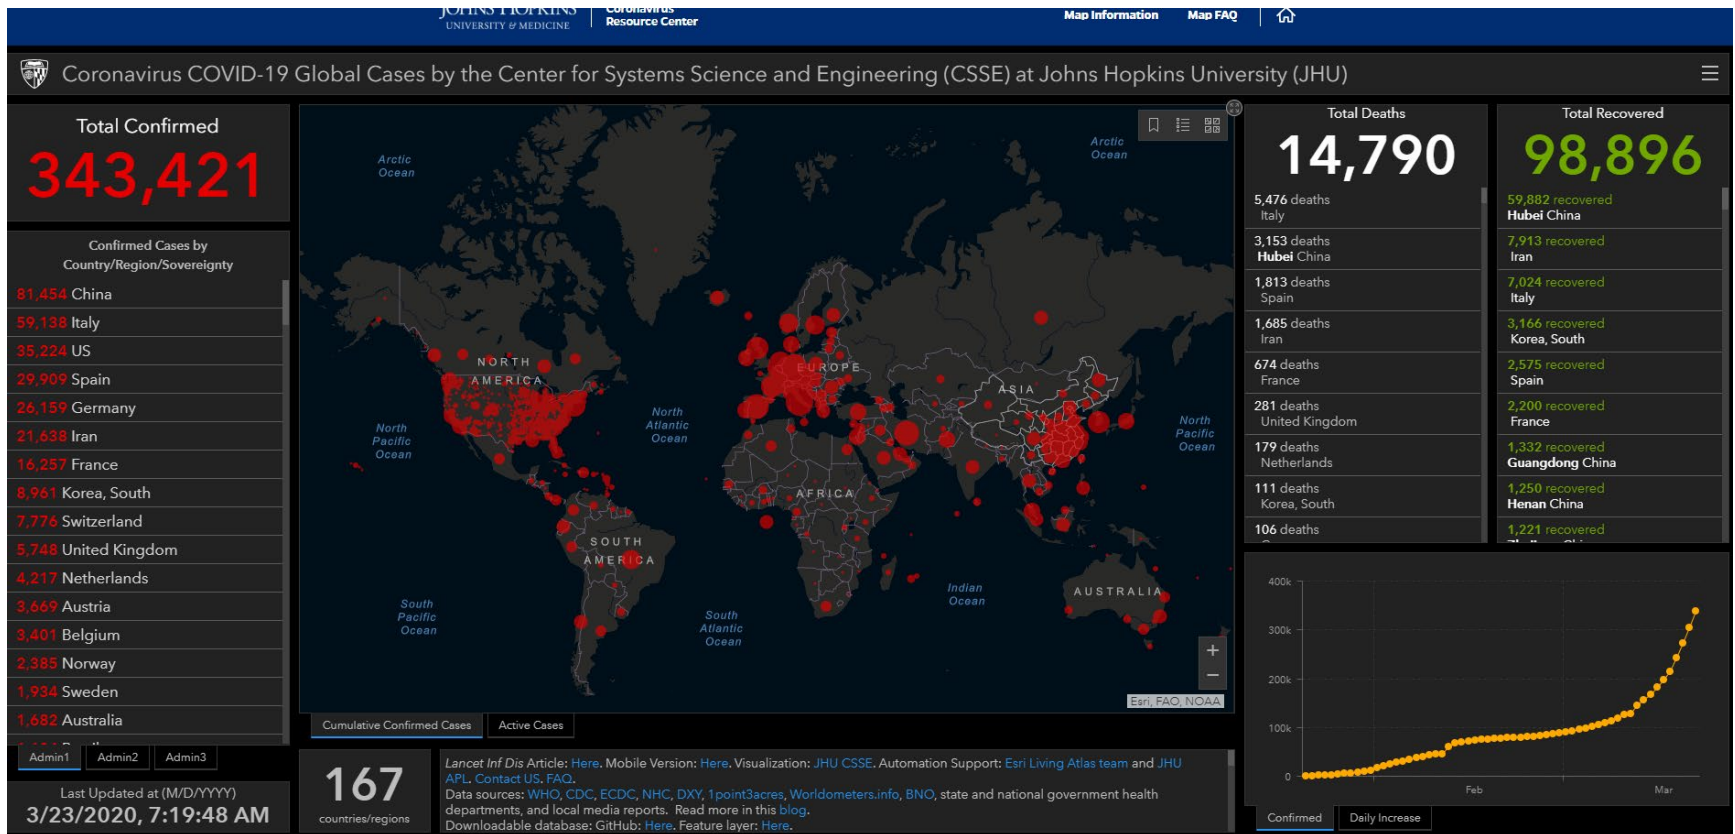 JOHNS HOPKINS
UNIVERSITY & MEDICINE
Coronavirus
Resource Center
Map Information
Map FAQ
Coronavirus COVID-19 Global Cases by the Center for Systems Science and Engineering (CSSE) at Johns Hopkins University (JHU)
Total Confirmed
343,421
Confirmed Cases by
Country/Region/Sovereignty
81,454 China
59,138 Italy
35,224 US
29,909 Spain
26,159 Germany
21,638 Iran
16,257 France
8,961 Korea, South
7,776 Switzerland
5,748 United Kingdom
4,217 Netherlands
3,669 Austria
3,401 Belgium
2,385 Norway
1,934 Sweden
1,682 Australia
Admin1
Admin2
Admin3
Last Updated at (M/D/YYYY)
3/23/2020, 7:19:48 AM
Arctic
Ocean
Arctic
Ocean
NORTH
AMERICA
EUROPE
ASIA
North
Pacific
Ocean
North
Atlantic
Ocean
North
Pacific
Ocean
AFRICA
SOUTH
AMERICA
Indian
Ocean
AUSTRALIA
South
Pacific
Ocean
South
Atlantic
Ocean
+
−
Esri, FAO, NOAA
Cumulative Confirmed Cases
Active Cases
167
countries/regions
Lancet Inf Dis Article: Here. Mobile Version: Here. Visualization: JHU CSSE. Automation Support: Esri Living Atlas team and JHU
APL. Contact US. FAQ.
Data sources: WHO, CDC, ECDC, NHC, DXY, 1point3acres, Worldometers.info, BNO, state and national government health
departments, and local media reports. Read more in this blog.
Downloadable database: GitHub: Here. Feature layer: Here.
Total Deaths
14,790
5,476 deaths
Italy
3,153 deaths
Hubei China
1,813 deaths
Spain
1,685 deaths
Iran
674 deaths
France
281 deaths
United Kingdom
179 deaths
Netherlands
111 deaths
Korea, South
106 deaths
Total Recovered
98,896
59,882 recovered
Hubei China
7,913 recovered
Iran
7,024 recovered
Italy
3,166 recovered
Korea, South
2,575 recovered
Spain
2,200 recovered
France
1,332 recovered
Guangdong China
1,250 recovered
Henan China
1,221 recovered
400k
300k
200k
100k
0
Feb
Mar
Confirmed
Daily Increase